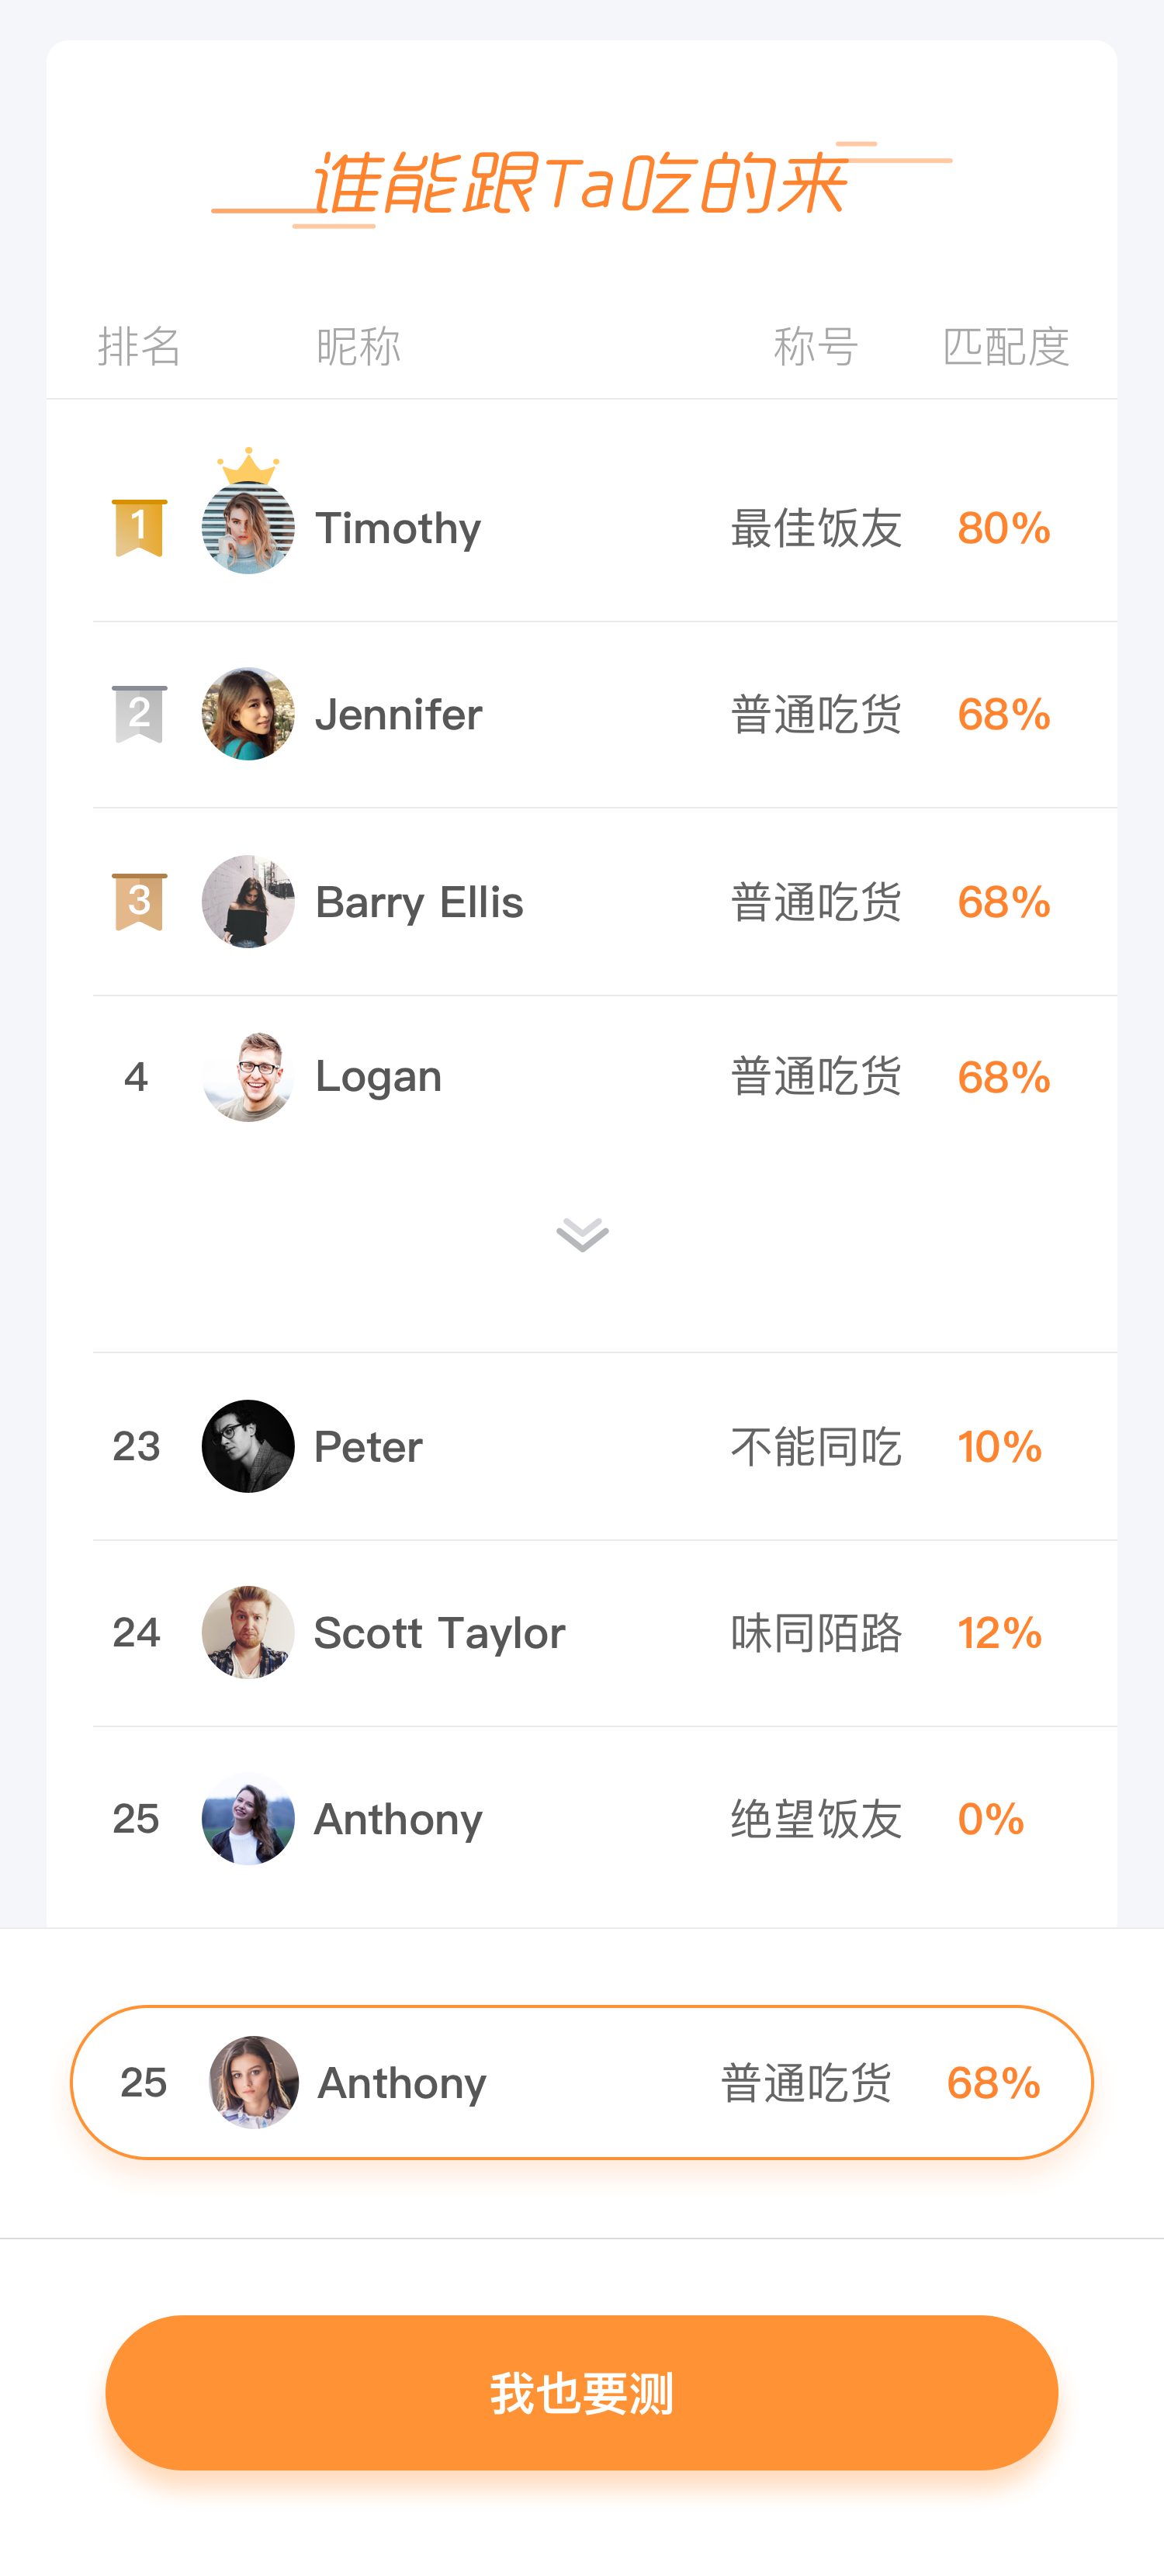 谁能跟Ta吃的来
排名 昵称 称号 匹配度
1 Timothy 最佳饭友 80%
2 Jennifer 普通吃货 68%
3 Barry Ellis 普通吃货 68%
4 Logan 普通吃货 68%
23 Peter 不能同吃 10%
24 Scott Taylor 味同陌路 12%
25 Anthony 绝望饭友 0%
25 Anthony 普通吃货 68%
我也要测